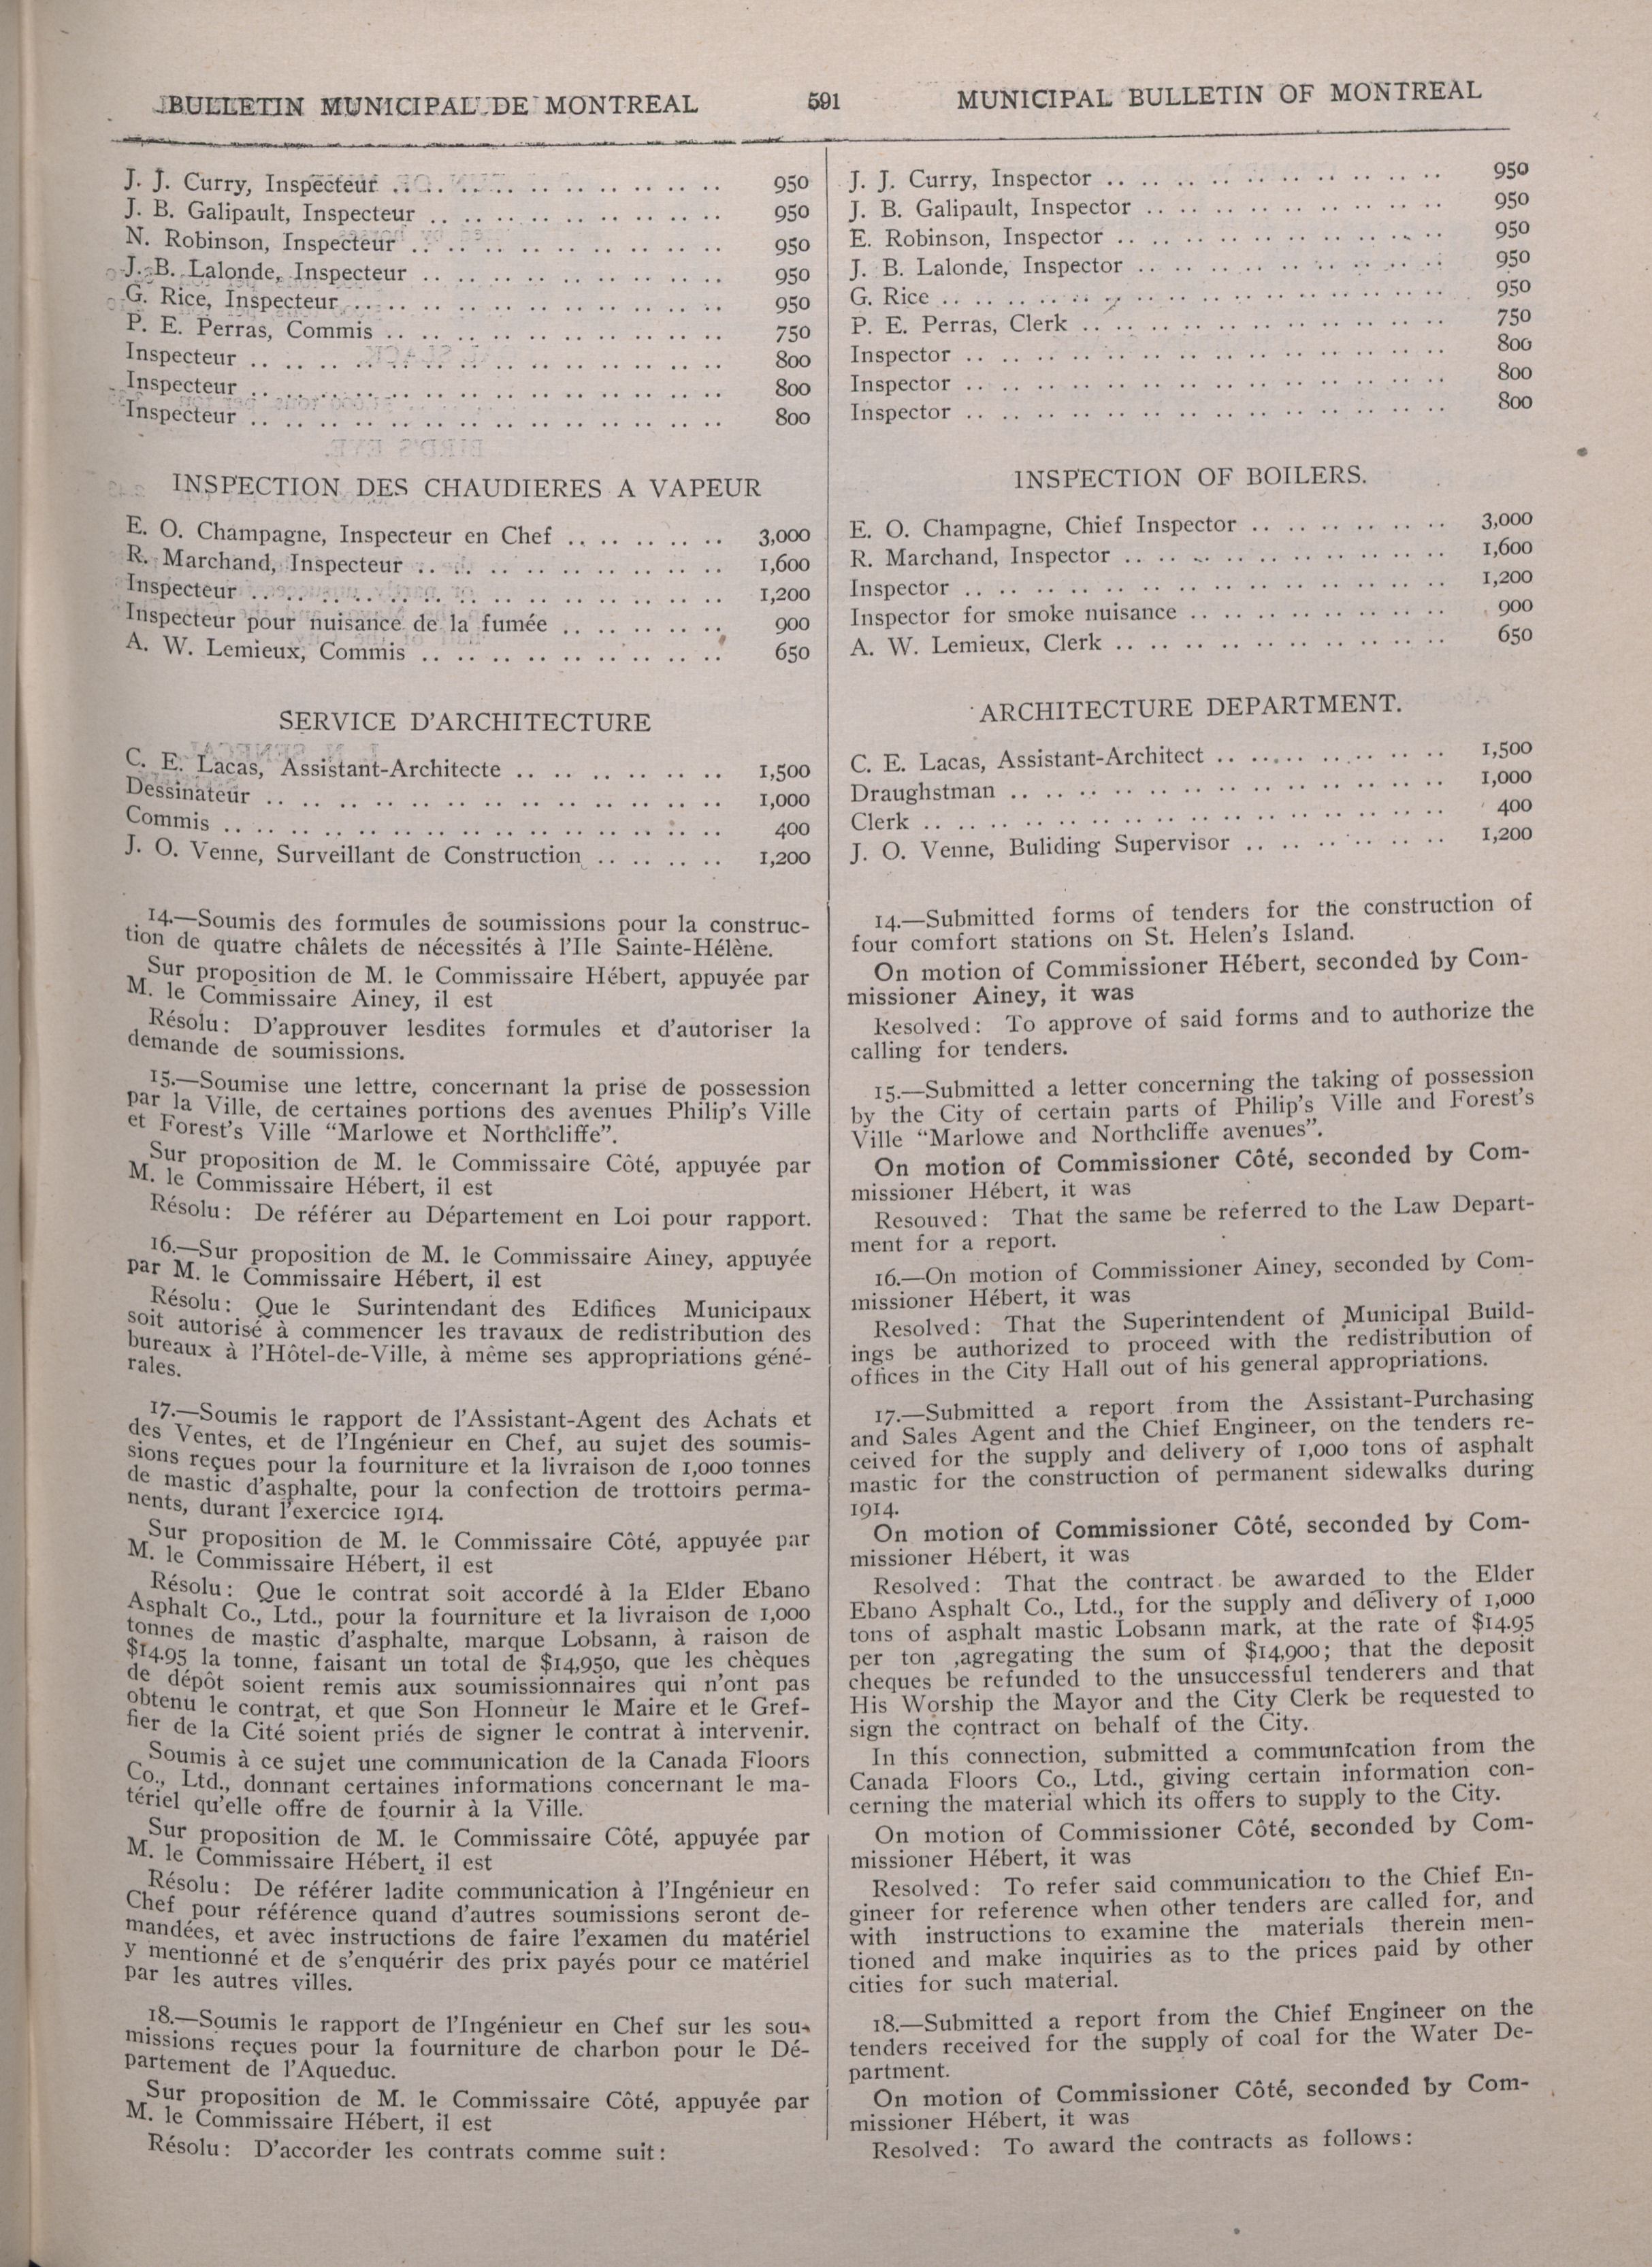 BULLETIN MUNICIPAL DE MONTREAL 591 MUNICIPAL BULLETIN OF MONTREAL
J. J. Curry, Inspecteur .. .. .. .. .. .. .. .. .. .. 950
J. B. Galipault, Inspecteur .. .. .. .. .. .. .. .. .. 950
N. Robinson, Inspecteur .. .. .. .. .. .. .. .. .. .. 950
J. B. Lalonde, Inspecteur .. .. .. .. .. .. .. .. .. 950
G. Rice, Inspecteur .. .. .. .. .. .. .. .. .. .. .. 950
P. E. Perras, Commis .. .. .. .. .. .. .. .. .. .. 750
Inspecteur .. .. .. .. .. .. .. .. .. .. .. .. .. .. 800
Inspecteur .. .. .. .. .. .. .. .. .. .. .. .. .. .. 800
Inspecteur .. .. .. .. .. .. .. .. .. .. .. .. .. .. 800
INSPECTION DES CHAUDIERES A VAPEUR
E. O. Champagne, Inspecteur en Chef .. .. .. .. .. 3,000
R. Marchand, Inspecteur .. .. .. .. .. .. .. .. .. 1,600
Inspecteur .. .. .. .. .. .. .. .. .. .. .. .. .. .. 1,200
Inspecteur pour nuisance de la fumée .. .. .. .. .. 900
A. W. Lemieux, Commis .. .. .. .. .. .. .. .. .. 650
SERVICE D'ARCHITECTURE
C. E. Lacas, Assistant-Architecte .. .. .. .. .. .. 1,500
Dessinateur .. .. .. .. .. .. .. .. .. .. .. .. .. .. 1,000
Commis .. .. .. .. .. .. .. .. .. .. .. .. .. .. .. 400
J. O. Venne, Surveillant de Construction .. .. .. .. 1,200
14.—Soumis des formules de soumissions pour la construc-
tion de quatre châlets de nécessités à l'Ile Sainte-Hélène.
Sur proposition de M. le Commissaire Hébert, appuyée par
M. le Commissaire Ainey, il est
Résolu: D'approuver lesdites formules et d'autoriser la
demande de soumissions.
15.—Soumise une lettre, concernant la prise de possession
par la Ville, de certaines portions des avenues Philip's Ville
et Forest's Ville "Marlowe et Northcliffe".
Sur proposition de M. le Commissaire Côté, appuyée par
M. le Commissaire Hébert, il est
Résolu: De référer au Département en Loi pour rapport.
16.—Sur proposition de M. le Commissaire Ainey, appuyée
par M. le Commissaire Hébert, il est
Résolu: Que le Surintendant des Edifices Municipaux
soit autorisé à commencer les travaux de redistribution des
bureaux à l'Hôtel-de-Ville, à même ses appropriations géné-
rales.
17.—Soumis le rapport de l'Assistant-Agent des Achats et
des Ventes, et de l'Ingénieur en Chef, au sujet des soumis-
sions reçues pour la fourniture et la livraison de 1,000 tonnes
de mastic d'asphalte, pour la confection de trottoirs perma-
nents, durant l'exercice 1914.
Sur proposition de M. le Commissaire Côté, appuyée par
M. le Commissaire Hébert, il est
Résolu: Que le contrat soit accordé à la Elder Ebano
Asphalt Co., Ltd., pour la fourniture et la livraison de 1,000
tonnes de mastic d'asphalte, marque Lobsann, à raison de
$14.95 la tonne, faisant un total de $14,950, que les chèques
de dépôt soient remis aux soumissionnaires qui n'ont pas
obtenu le contrat, et que Son Honneur le Maire et le Gref-
fier de la Cité soient priés de signer le contrat à intervenir.
Soumis à ce sujet une communication de la Canada Floors
Co., Ltd., donnant certaines informations concernant le ma-
tériel qu'elle offre de fournir à la Ville.
Sur proposition de M. le Commissaire Côté, appuyée par
M. le Commissaire Hébert, il est
Résolu: De référer ladite communication à l'Ingénieur en
Chef pour référence quand d'autres soumissions seront de-
mandées, et avec instructions de faire l'examen du matériel
y mentionné et de s'enquérir des prix payés pour ce matériel
par les autres villes.
18.—Soumis le rapport de l'Ingénieur en Chef sur les sou-
missions reçues pour la fourniture de charbon pour le Dé-
partement de l'Aqueduc.
Sur proposition de M. le Commissaire Côté, appuyée par
M. le Commissaire Hébert, il est
Résolu: D'accorder les contrats comme suit:
J. J. Curry, Inspector .. .. .. .. .. .. .. .. .. .. 950
J. B. Galipault, Inspector .. .. .. .. .. .. .. .. .. 950
E. Robinson, Inspector .. .. .. .. .. .. .. .. .. .. 950
J. B. Lalonde, Inspector .. .. .. .. .. .. .. .. .. 950
G. Rice .. .. .. .. .. .. .. .. .. .. .. .. .. .. .. 950
P. E. Perras, Clerk .. .. .. .. .. .. .. .. .. .. .. 750
Inspector .. .. .. .. .. .. .. .. .. .. .. .. .. .. 800
Inspector .. .. .. .. .. .. .. .. .. .. .. .. .. .. 800
Inspector .. .. .. .. .. .. .. .. .. .. .. .. .. .. 800
INSPECTION OF BOILERS.
E. O. Champagne, Chief Inspector .. .. .. .. .. .. 3,000
R. Marchand, Inspector .. .. .. .. .. .. .. .. .. .. 1,600
Inspector .. .. .. .. .. .. .. .. .. .. .. .. .. .. 1,200
Inspector for smoke nuisance .. .. .. .. .. .. .. .. 900
A. W. Lemieux, Clerk .. .. .. .. .. .. .. .. .. .. 650
ARCHITECTURE DEPARTMENT.
C. E. Lacas, Assistant-Architect .. .. .. .. .. .. .. 1,500
Draughstman .. .. .. .. .. .. .. .. .. .. .. .. .. 1,000
Clerk .. .. .. .. .. .. .. .. .. .. .. .. .. .. .. .. 400
J. O. Venne, Buliding Supervisor .. .. .. .. .. .. 1,200
14.—Submitted forms of tenders for the construction of
four comfort stations on St. Helen's Island.
On motion of Commissioner Hébert, seconded by Com-
missioner Ainey, it was
Resolved: To approve of said forms and to authorize the
calling for tenders.
15.—Submitted a letter concerning the taking of possession
by the City of certain parts of Philip's Ville and Forest's
Ville "Marlowe and Northcliffe avenues".
On motion of Commissioner Côté, seconded by Com-
missioner Hébert, it was
Resouved: That the same be referred to the Law Depart-
ment for a report.
16.—On motion of Commissioner Ainey, seconded by Com-
missioner Hébert, it was
Resolved: That the Superintendent of Municipal Build-
ings be authorized to proceed with the redistribution of
offices in the City Hall out of his general appropriations.
17.—Submitted a report from the Assistant-Purchasing
and Sales Agent and the Chief Engineer, on the tenders re-
ceived for the supply and delivery of 1,000 tons of asphalt
mastic for the construction of permanent sidewalks during
1914.
On motion of Commissioner Côté, seconded by Com-
missioner Hébert, it was
Resolved: That the contract be awarded to the Elder
Ebano Asphalt Co., Ltd., for the supply and delivery of 1,000
tons of asphalt mastic Lobsann mark, at the rate of $14.95
per ton ,agregating the sum of $14,900; that the deposit
cheques be refunded to the unsuccessful tenderers and that
His Worship the Mayor and the City Clerk be requested to
sign the contract on behalf of the City.
In this connection, submitted a communication from the
Canada Floors Co., Ltd., giving certain information con-
cerning the material which its offers to supply to the City.
On motion of Commissioner Côté, seconded by Com-
missioner Hébert, it was
Resolved: To refer said communication to the Chief En-
gineer for reference when other tenders are called for, and
with instructions to examine the materials therein men-
tioned and make inquiries as to the prices paid by other
cities for such material.
18.—Submitted a report from the Chief Engineer on the
tenders received for the supply of coal for the Water De-
partment.
On motion of Commissioner Côté, seconded by Com-
missioner Hébert, it was
Resolved: To award the contracts as follows: